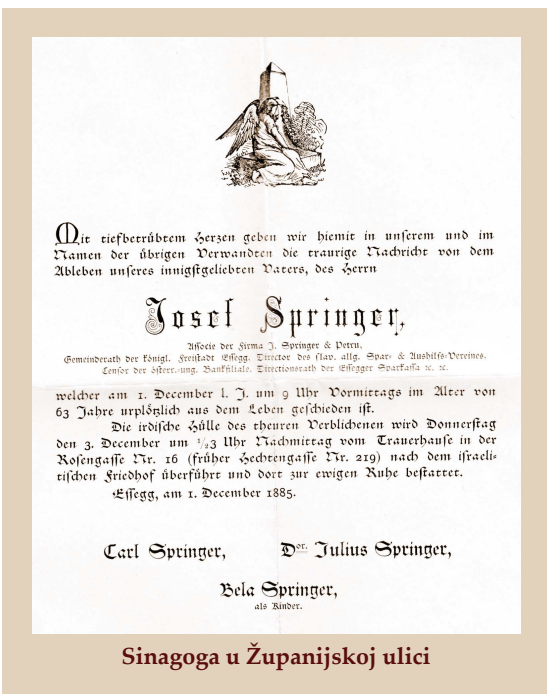 Mit tiefbetrübtem Herzen geben wir hiemit in unserem und im
Namen der übrigen Verwandten die traurige Nachricht von dem
Ableben unseres innigstgeliebten Vaters, des Herrn
Josef Springer,
Associe der Firma J. Springer & Petru,
Gemeinderath der königl. Freistadt Essegg. Director des slav. allg. Spar- & Aushilfs-Vereines.
Censor der österr.-ung. Bankfiliale. Directionsrath der Essegger Sparkassa ꝛc. ꝛc.
welcher am 1. December l. J. um 9 Uhr Vormittags im Alter von
63 Jahre urplötzlich aus dem Leben geschieden ist.
Die irdische Hülle des theuren Verblichenen wird Donnerstag
den 3. December um ½3 Uhr Nachmittag vom Trauerhause in der
Rosengasse Nr. 16 (früher Hechtengasse Nr. 219) nach dem israeli-
tischen Friedhof überführt und dort zur ewigen Ruhe bestattet.
Essegg, am 1. December 1885.
Carl Springer, Dor. Julius Springer,
Bela Springer,
als Kinder.
Sinagoga u Županijskoj ulici